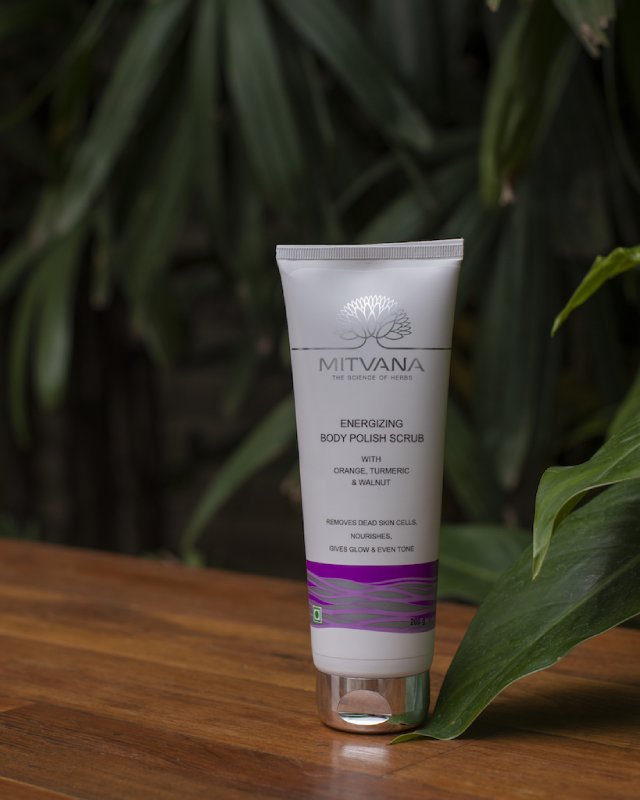 MITVANA
THE SCIENCE OF HERBS
ENERGIZING
BODY POLISH SCRUB
WITH
ORANGE, TURMERIC
& WALNUT
REMOVES DEAD SKIN CELLS,
NOURISHES,
GIVES GLOW & EVEN TONE
200 g